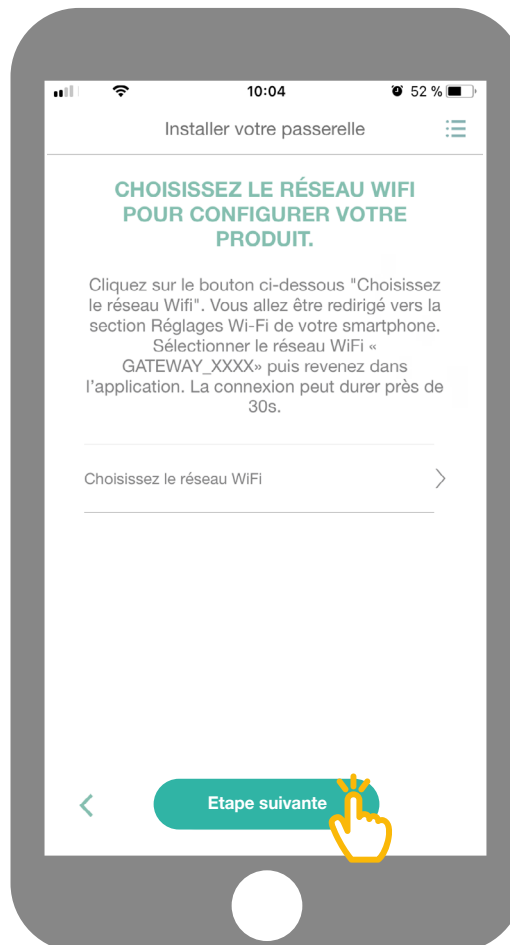 10:04
52 %
Installer votre passerelle
CHOISISSEZ LE RÉSEAU WIFI
POUR CONFIGURER VOTRE
PRODUIT.
Cliquez sur le bouton ci-dessous "Choisissez
le réseau Wifi". Vous allez être redirigé vers la
section Réglages Wi-Fi de votre smartphone.
Sélectionner le réseau WiFi «
GATEWAY_XXXX» puis revenez dans
l'application. La connexion peut durer près de
30s.
Choisissez le réseau WiFi
Etape suivante